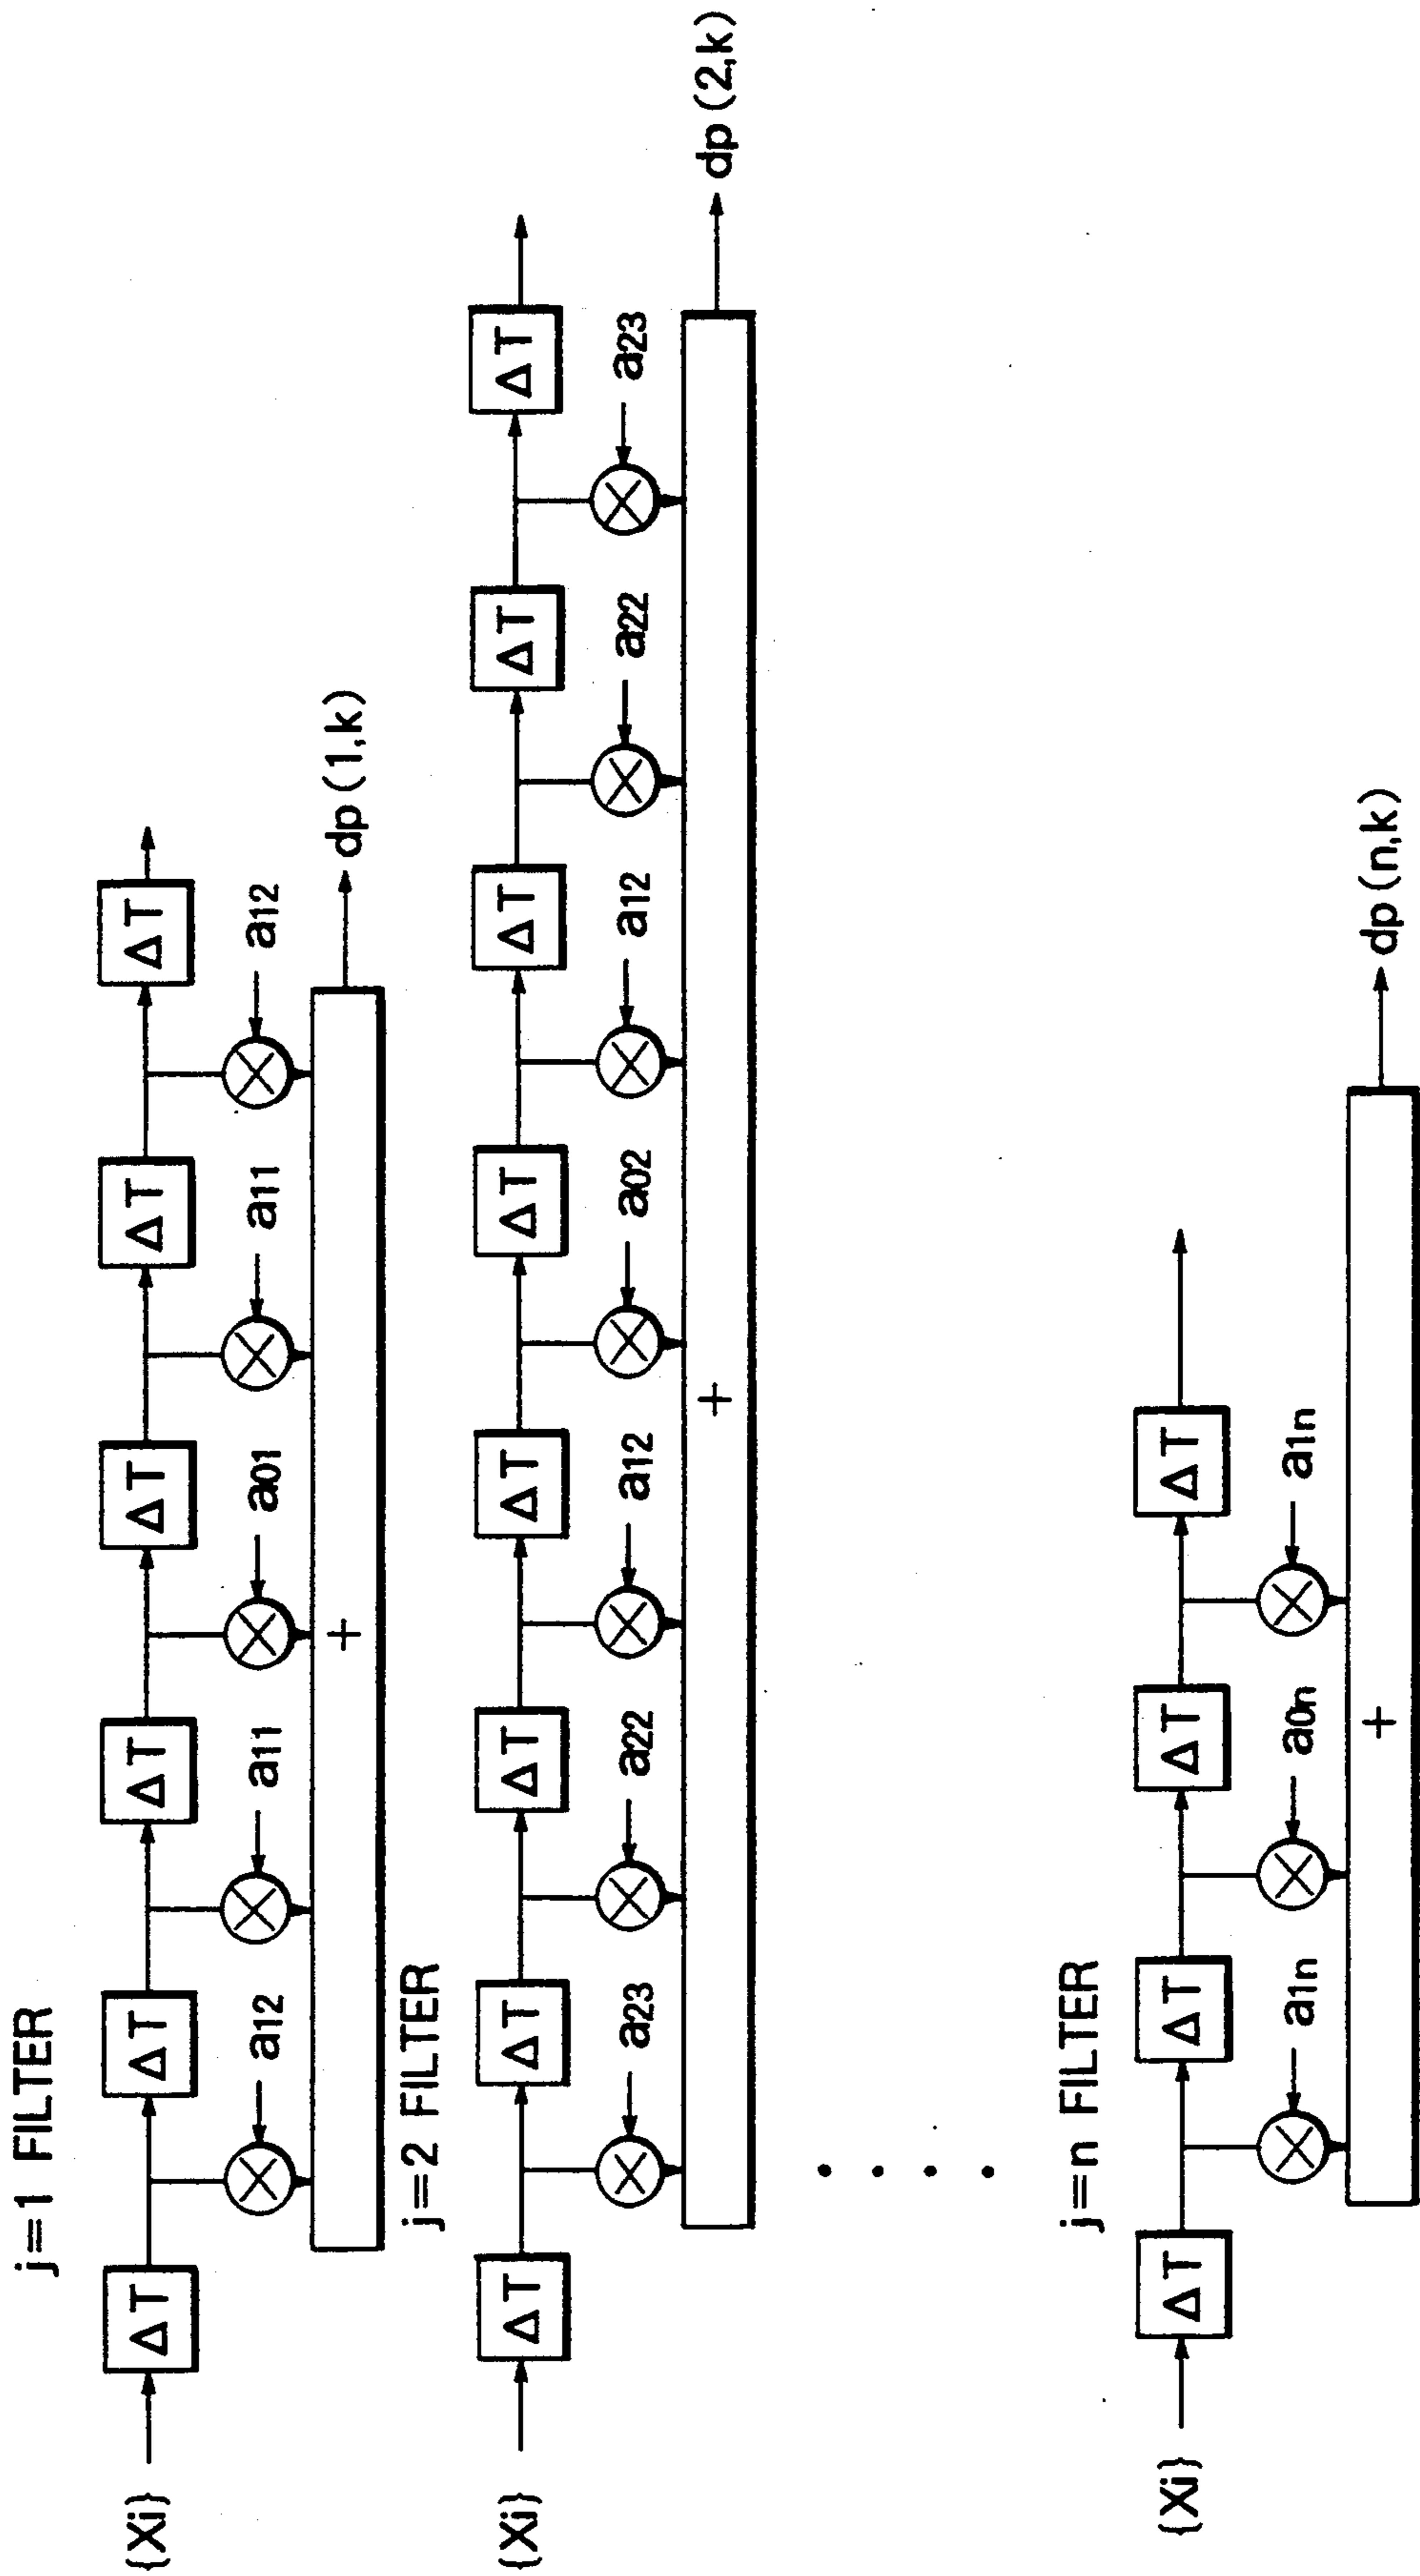 j=1 FILTER
{Xi} ΔT ΔT ΔT ΔT ΔT ΔT
a12 a11 a01 a11 a12
+ dp (1,k)
j=2 FILTER
{Xi} ΔT ΔT ΔT ΔT ΔT ΔT ΔT ΔT
a23 a22 a12 a02 a12 a22 a23
+ dp (2,k)
j=n FILTER
{Xi} ΔT ΔT ΔT ΔT
a1n a0n a1n
+ dp (n,k)